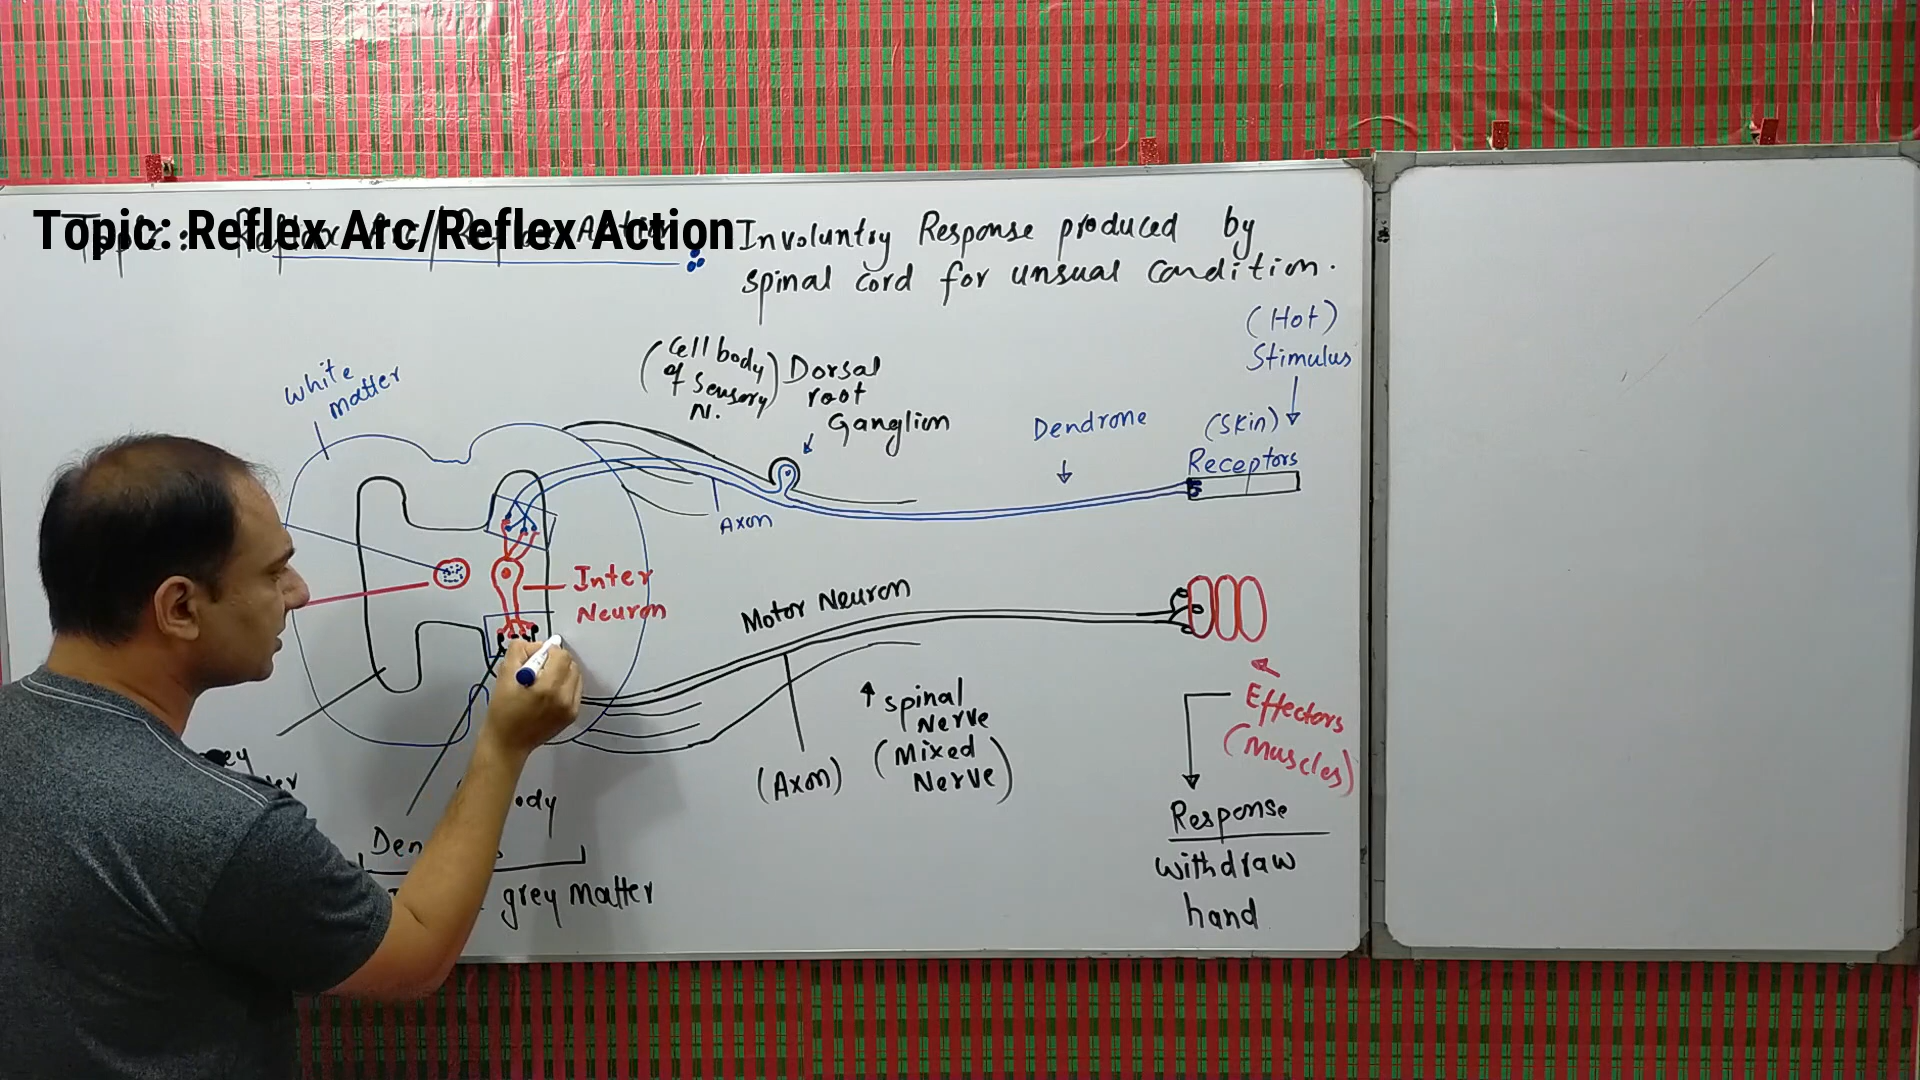 Topic: Reflex Arc/Reflex Action
Involuntry Response produced by
spinal cord for unsual condition.
(Hot)
Stimulus
(Cell body
of Sensory
N.)
Dorsal
root
Ganglion
White
matter
Dendrone
(Skin)
Receptors
Axon
Inter
Neuron
Motor Neuron
spinal
Nerve
(Mixed
Nerve)
(Axon)
Effectors
(Muscles)
Response
withdraw
hand
grey matter